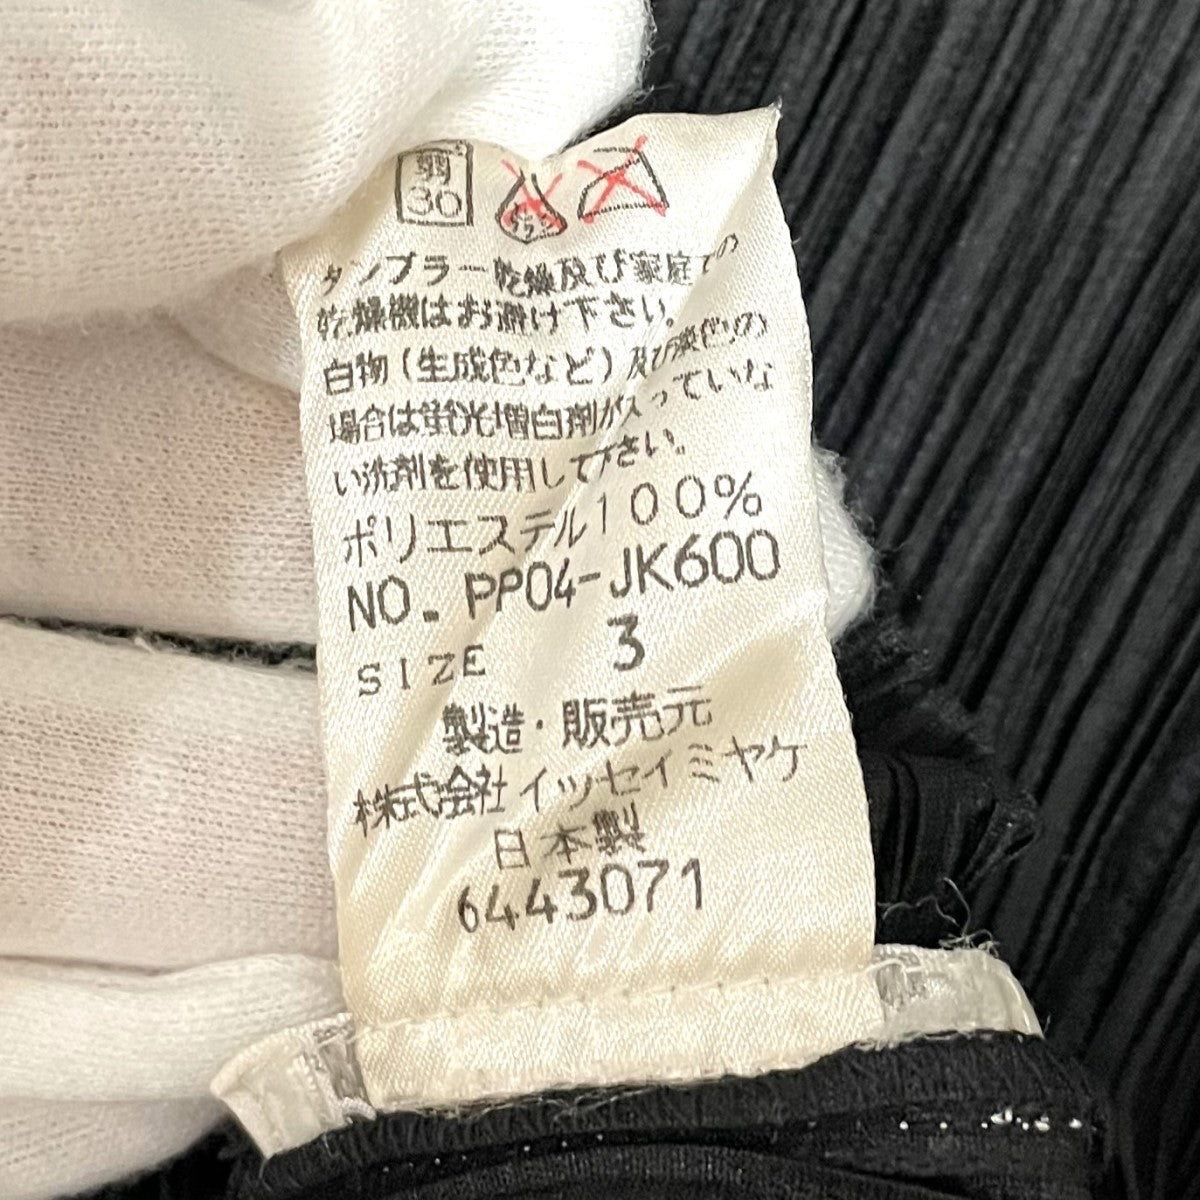 弱
30
タンブラー乾燥及び家庭での
乾燥機はお避け下さい。
白物（生成色など）及び淡色の
場合は蛍光増白剤が入っていな
い洗剤を使用して下さい。
ポリエステル100%
NO. PP04-JK600
SIZE 3
製造・販売元
株式会社イッセイミヤケ
日本製
6443071